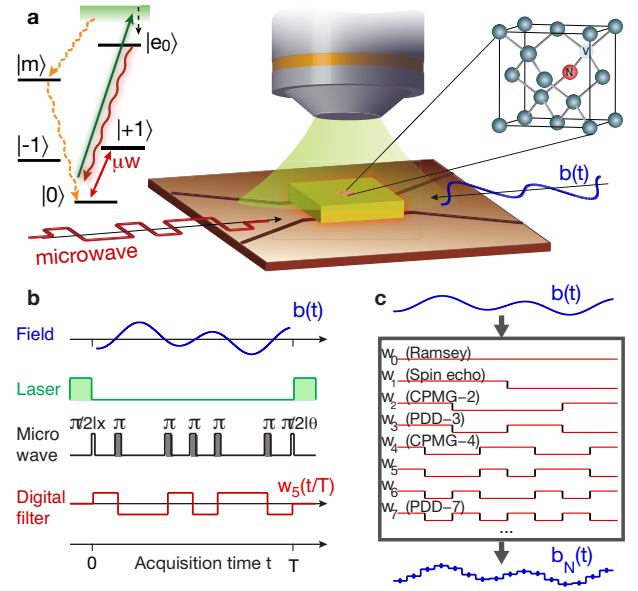 a
|e₀⟩
|m⟩
|-1⟩
|+1⟩
μw
|0⟩
microwave
V
N
b(t)
b
b(t)
Field
Laser
π/2|x π π π π π π/2|θ
Micro
wave
w₅(t/T)
Digital
filter
0 Acquisition time t T
c
b(t)
w₀ (Ramsey)
w₁ (Spin echo)
w₂ (CPMG−2)
w₃ (PDD−3)
w₄ (CPMG−4)
w₅
w₆
w₇ (PDD−7)
...
b_N(t)